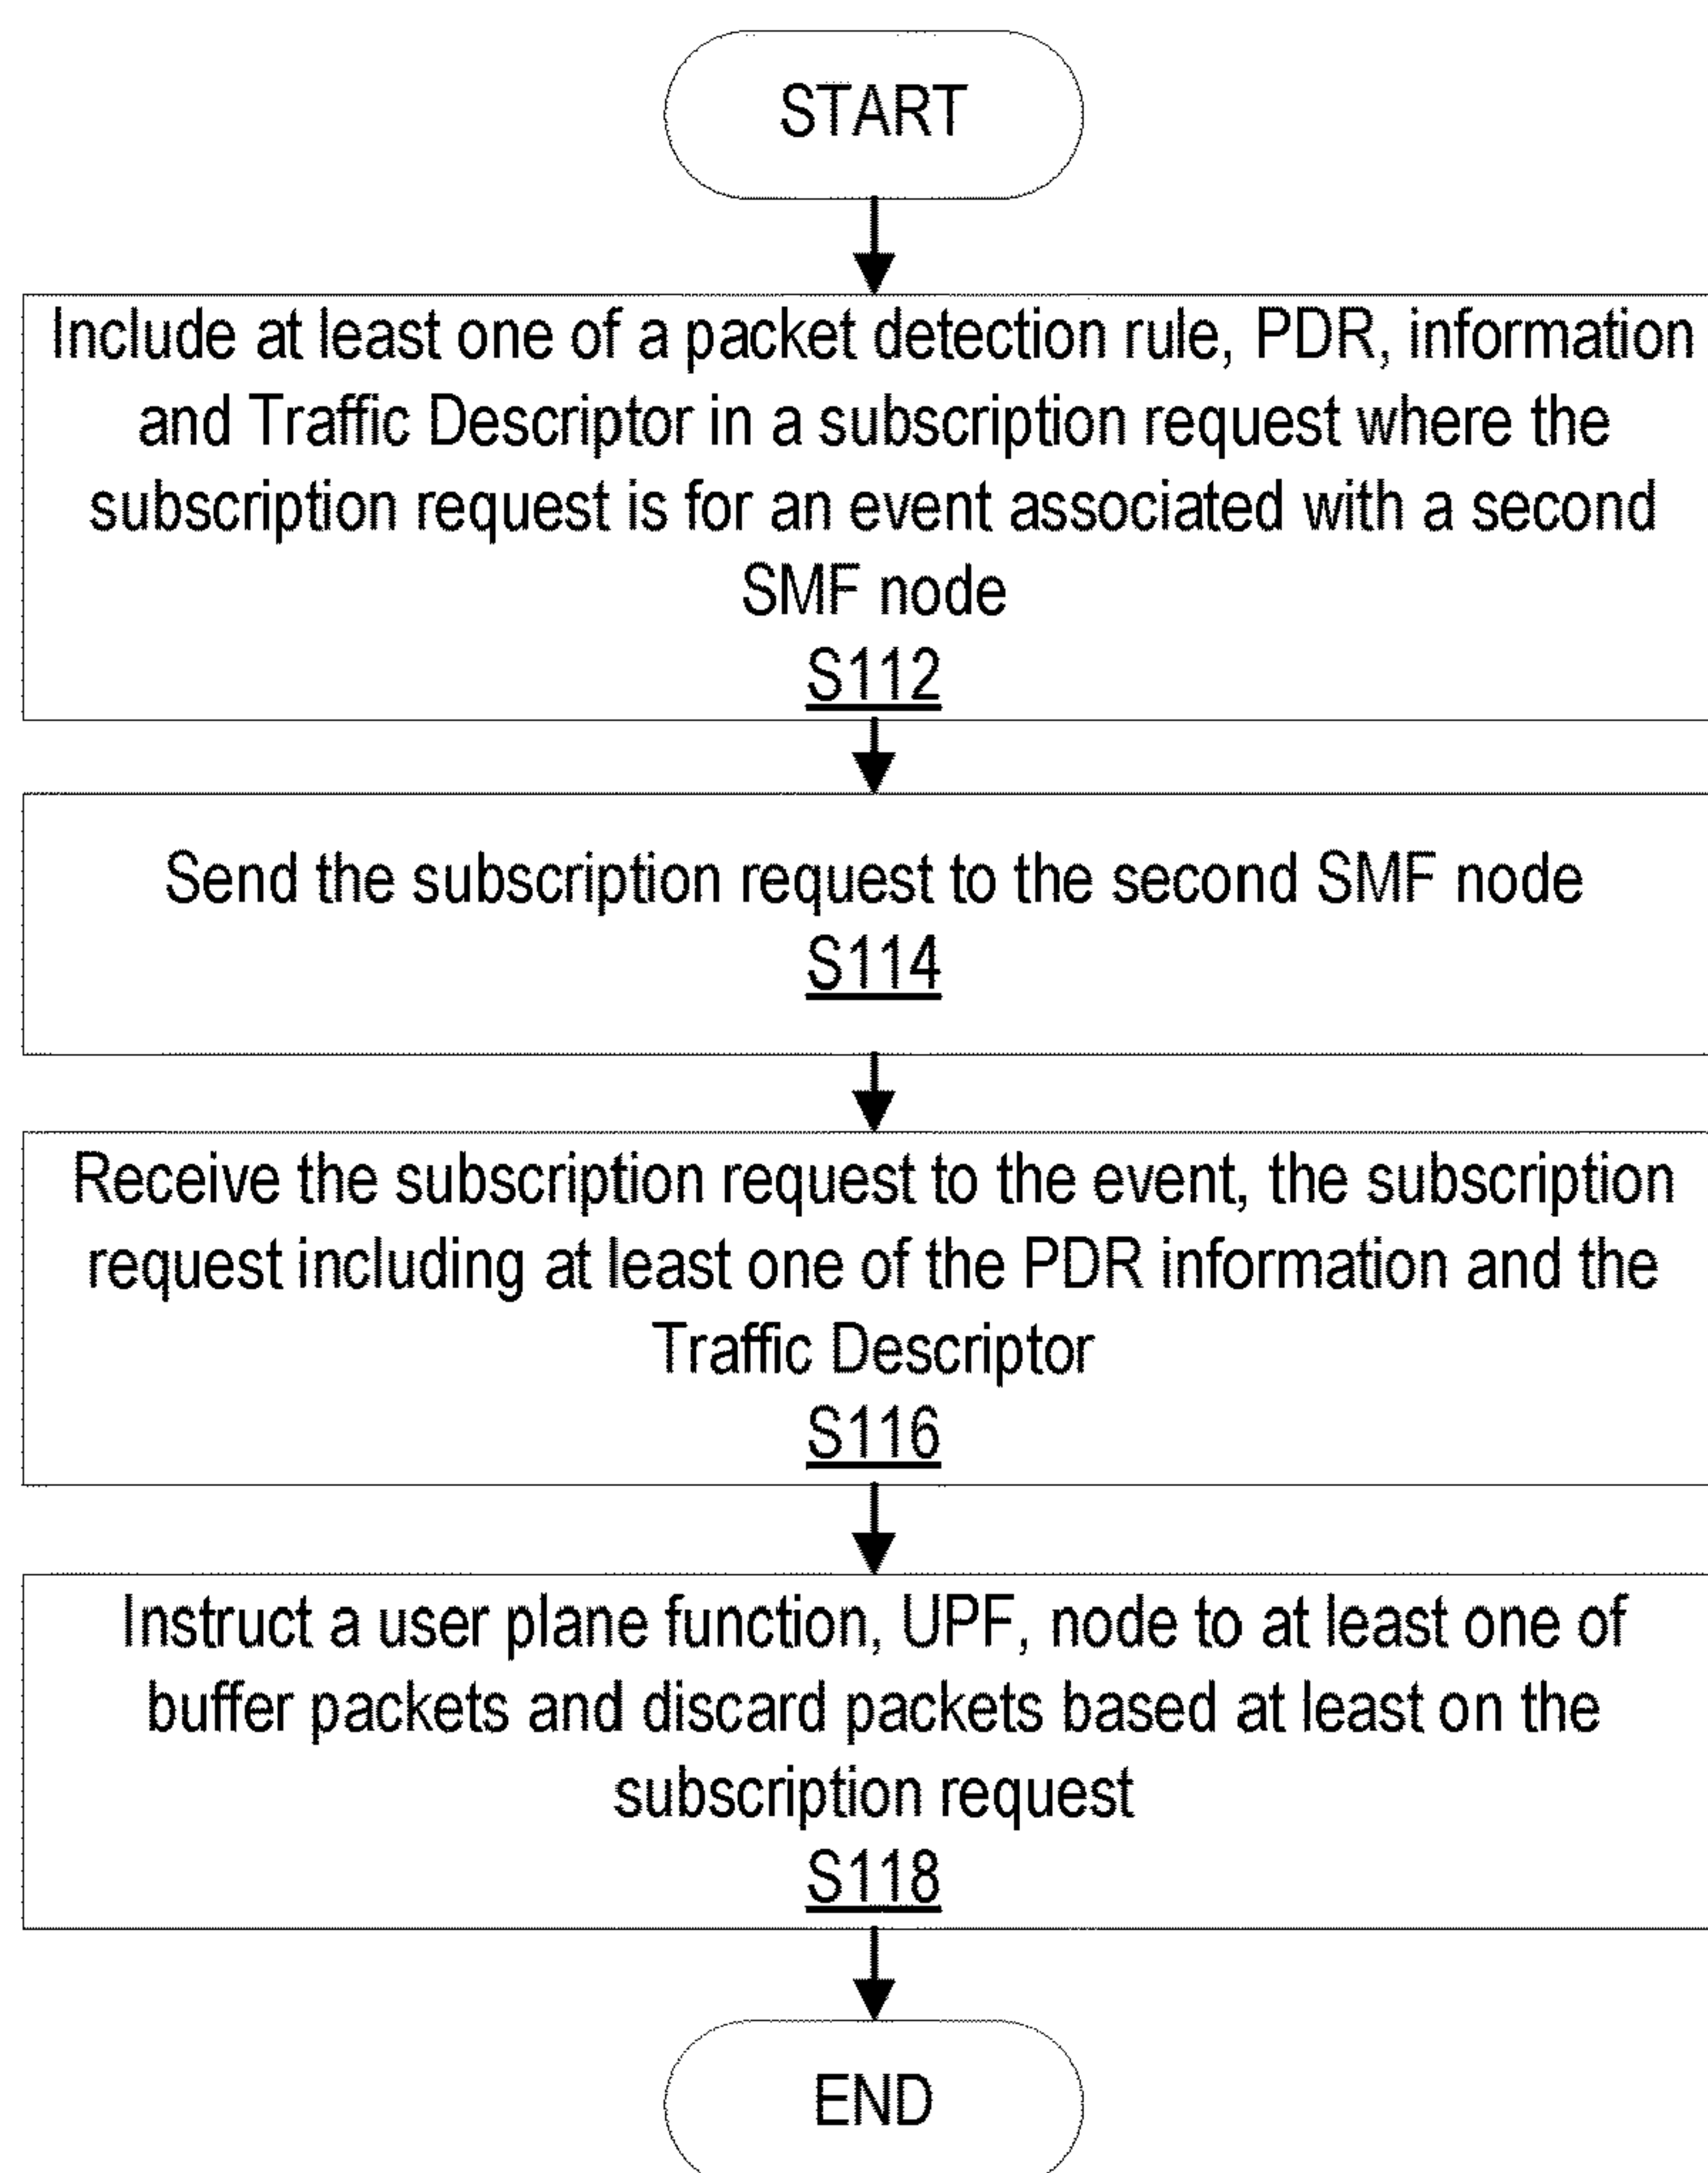 START
Include at least one of a packet detection rule, PDR, information
and Traffic Descriptor in a subscription request where the
subscription request is for an event associated with a second
SMF node
S112
Send the subscription request to the second SMF node
S114
Receive the subscription request to the event, the subscription
request including at least one of the PDR information and the
Traffic Descriptor
S116
Instruct a user plane function, UPF, node to at least one of
buffer packets and discard packets based at least on the
subscription request
S118
END